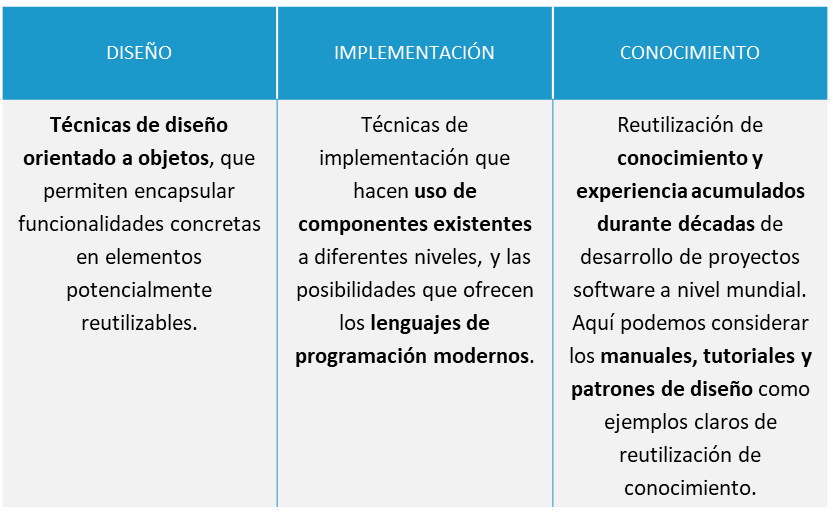 DISEÑO
Técnicas de diseño
orientado a objetos, que
permiten encapsular
funcionalidades concretas
en elementos
potencialmente
reutilizables.
IMPLEMENTACIÓN
Técnicas de
implementación que
hacen uso de
componentes existentes
a diferentes niveles, y las
posibilidades que ofrecen
los lenguajes de
programación modernos.
CONOCIMIENTO
Reutilización de
conocimiento y
experiencia acumulados
durante décadas de
desarrollo de proyectos
software a nivel mundial.
Aquí podemos considerar
los manuales, tutoriales y
patrones de diseño como
ejemplos claros de
reutilización de
conocimiento.